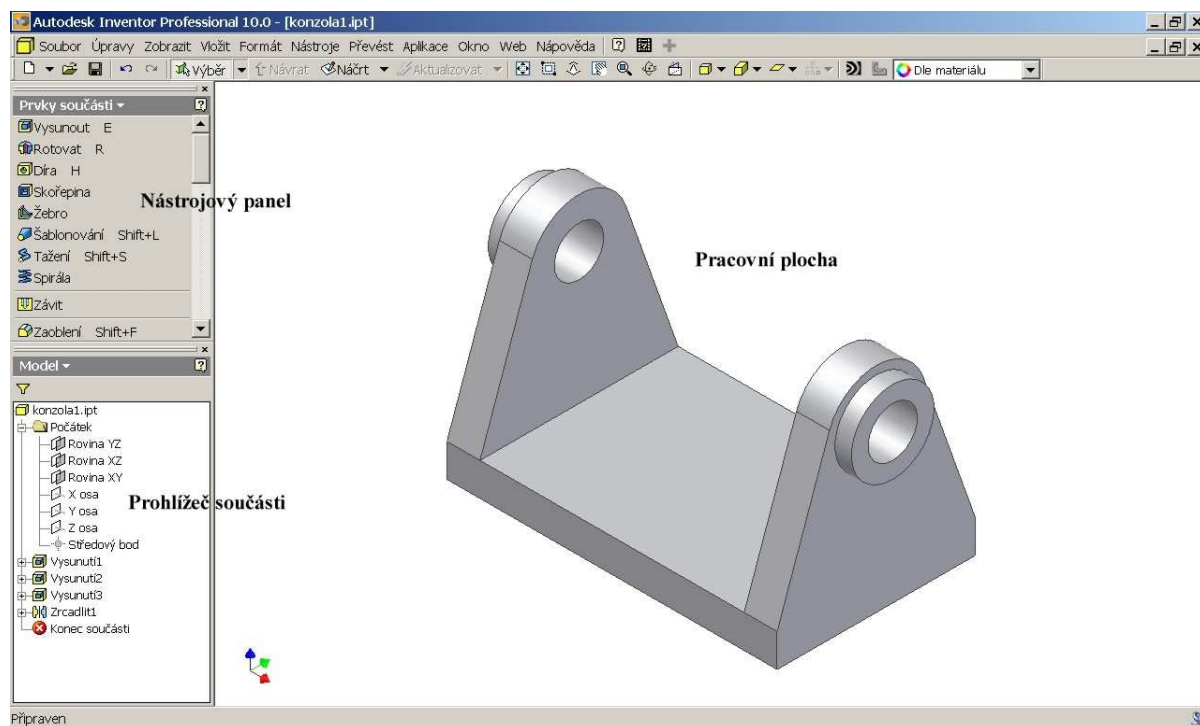 Autodesk Inventor Professional 10.0 - [konzola1.ipt]
Soubor Úpravy Zobrazit Vložit Formát Nástroje Převést Aplikace Okno Web Nápověda
Výběr Návrat Náčrt Aktualizovat Dle materiálu
Prvky součásti
Vysunout E
Rotovat R
Díra H
Skořepina
Nástrojový panel
Žebro
Šablonování Shift+L
Tažení Shift+S
Pracovní plocha
Spirála
Závit
Zaoblení Shift+F
Model
konzola1.ipt
Počátek
Rovina YZ
Rovina XZ
Rovina XY
X osa
Prohlížeč součásti
Y osa
Z osa
Středový bod
Vysunutí1
Vysunutí2
Vysunutí3
Zrcadlit1
Konec součásti
Připraven